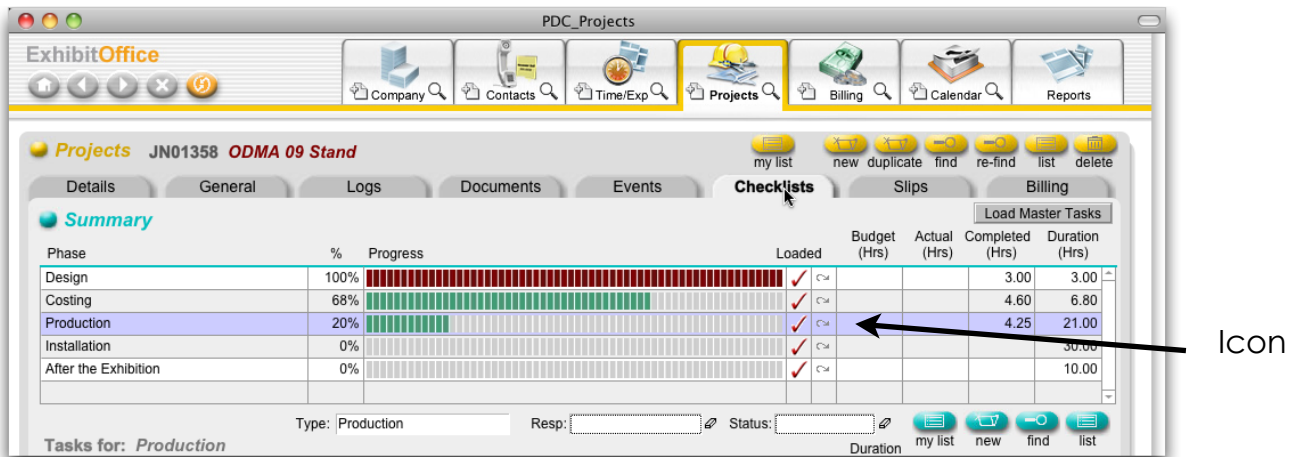 PDC_Projects
ExhibitOffice
Company Contacts Time/Exp Projects Billing Calendar Reports
Projects JN01358 ODMA 09 Stand
my list new duplicate find re-find list delete
Details General Logs Documents Events Checklists Slips Billing
Summary Load Master Tasks
Phase % Progress Loaded Budget (Hrs) Actual (Hrs) Completed (Hrs) Duration (Hrs)
Design 100% 3.00 3.00
Costing 68% 4.60 6.80
Production 20% 4.25 21.00
Icon
Installation 0% 30.00
After the Exhibition 0% 10.00
Type: Production Resp: Status:
my list new find list
Tasks for: Production Duration